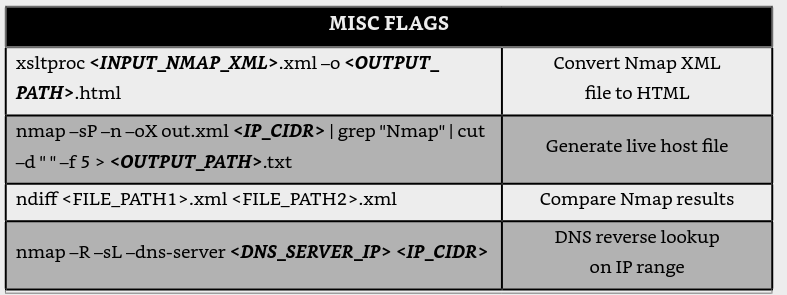 MISC FLAGS
xsltproc <INPUT_NMAP_XML>.xml –o <OUTPUT_
PATH>.html
Convert Nmap XML
file to HTML
nmap –sP –n –oX out.xml <IP_CIDR> | grep "Nmap" | cut
–d " " –f 5 > <OUTPUT_PATH>.txt
Generate live host file
ndiff <FILE_PATH1>.xml <FILE_PATH2>.xml
Compare Nmap results
nmap –R –sL –dns-server <DNS_SERVER_IP> <IP_CIDR>
DNS reverse lookup
on IP range